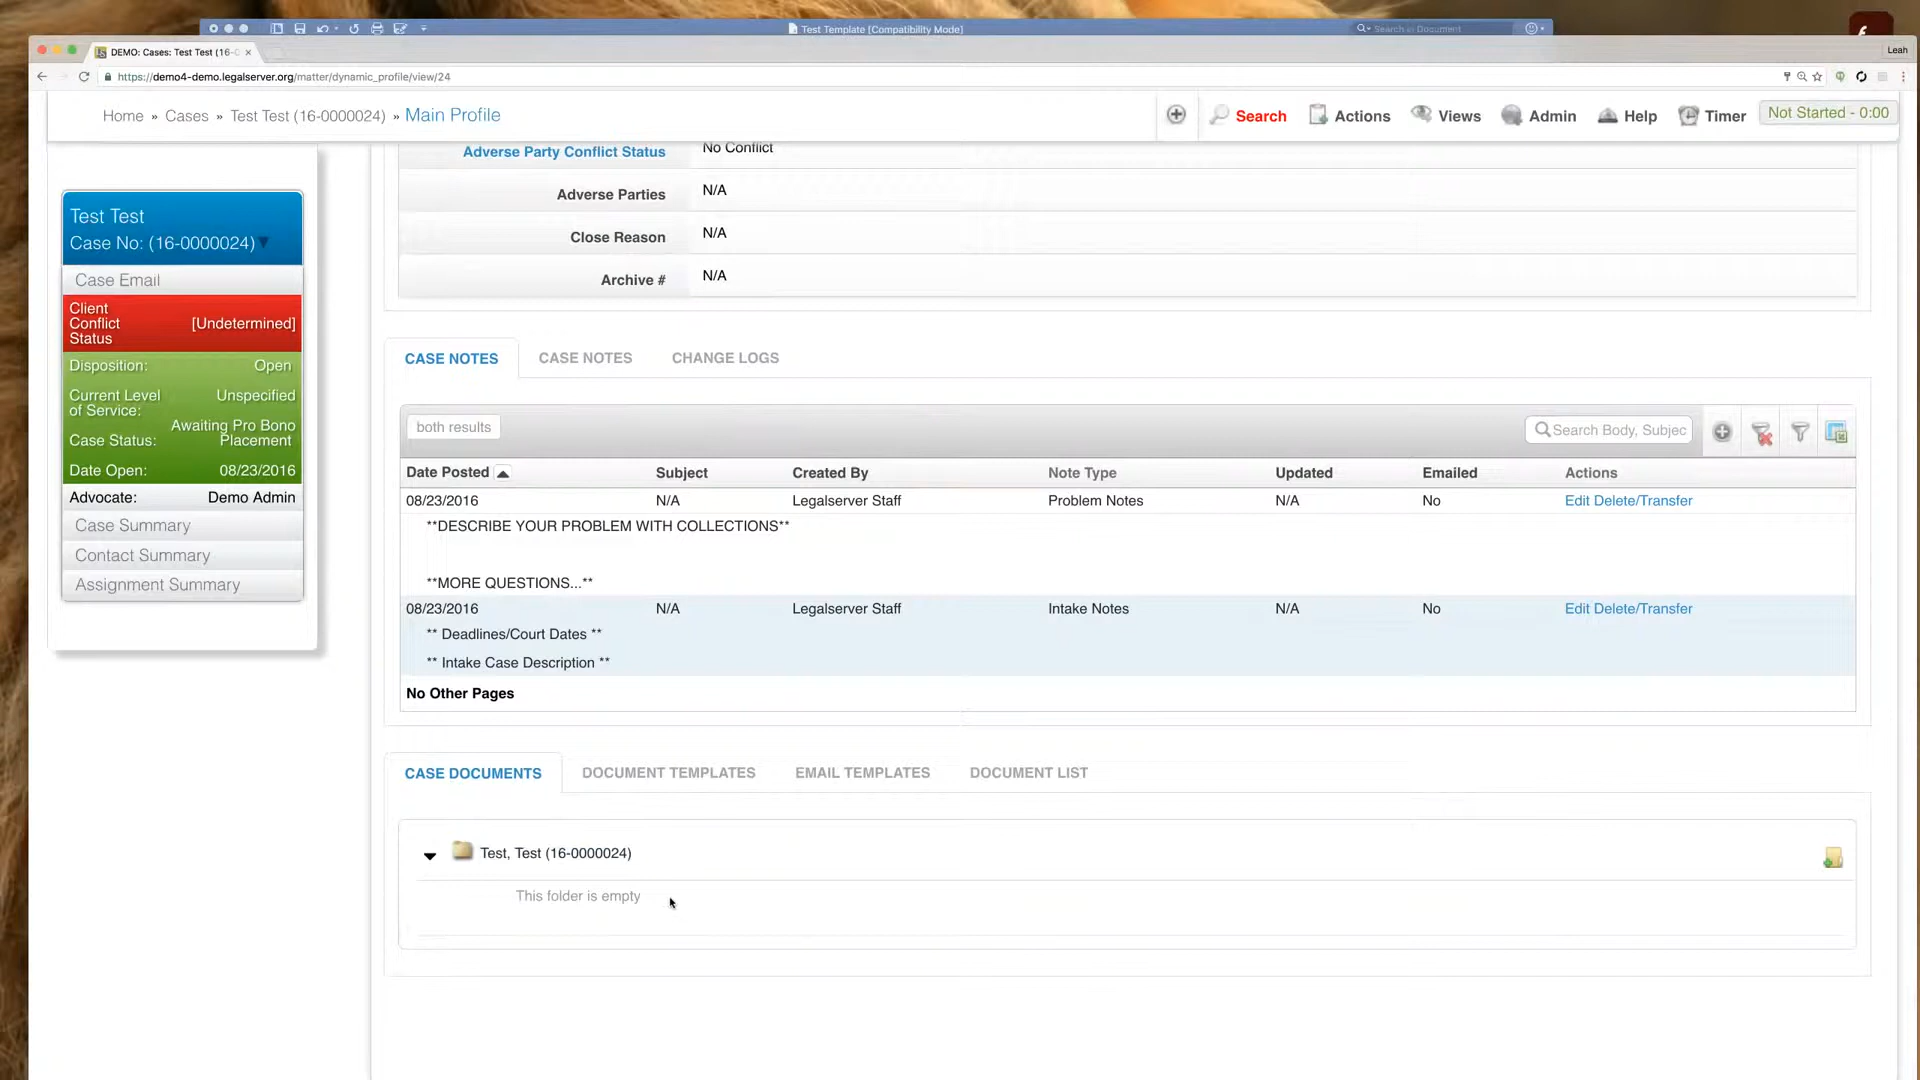 Test Template [Compatibility Mode]
Search in Document
DEMO: Cases: Test Test (16-
Leah
https://demo4-demo.legalserver.org/matter/dynamic_profile/view/24
Home » Cases » Test Test (16-0000024) » Main Profile
Search Actions Views Admin Help Timer Not Started - 0:00
Test Test
Case No: (16-0000024)
Case Email
Client Conflict Status [Undetermined]
Disposition: Open
Current Level of Service: Unspecified
Case Status: Awaiting Pro Bono Placement
Date Open: 08/23/2016
Advocate: Demo Admin
Case Summary
Contact Summary
Assignment Summary
Adverse Party Conflict Status No Conflict
Adverse Parties N/A
Close Reason N/A
Archive # N/A
CASE NOTES CASE NOTES CHANGE LOGS
both results Search Body, Subjec
Date Posted Subject Created By Note Type Updated Emailed Actions
08/23/2016 N/A Legalserver Staff Problem Notes N/A No Edit Delete/Transfer
**DESCRIBE YOUR PROBLEM WITH COLLECTIONS**
**MORE QUESTIONS...**
08/23/2016 N/A Legalserver Staff Intake Notes N/A No Edit Delete/Transfer
** Deadlines/Court Dates **
** Intake Case Description **
No Other Pages
CASE DOCUMENTS DOCUMENT TEMPLATES EMAIL TEMPLATES DOCUMENT LIST
Test, Test (16-0000024)
This folder is empty